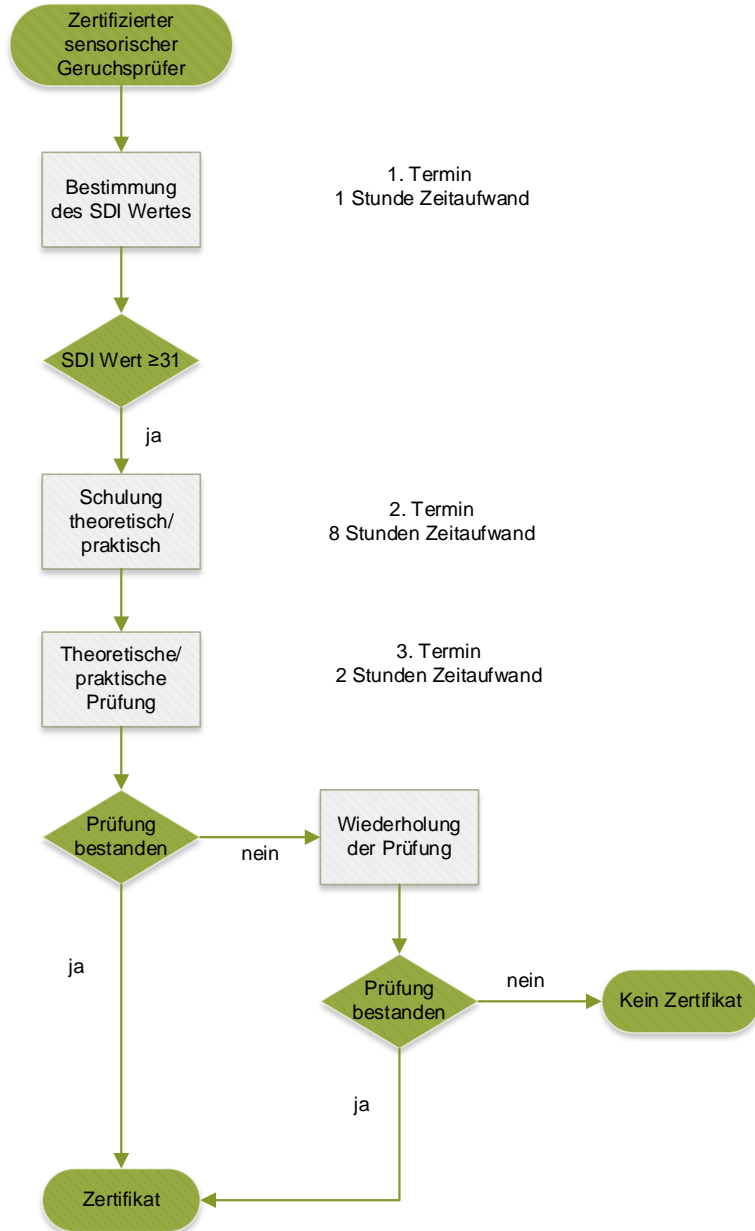 Zertifizierter
sensorischer
Geruchsprüfer
Bestimmung
des SDI Wertes
1. Termin
1 Stunde Zeitaufwand
SDI Wert ≥31
ja
Schulung
theoretisch/
praktisch
2. Termin
8 Stunden Zeitaufwand
Theoretische/
praktische
Prüfung
3. Termin
2 Stunden Zeitaufwand
Prüfung
bestanden
nein
Wiederholung
der Prüfung
ja
Prüfung
bestanden
nein
Kein Zertifikat
ja
Zertifikat